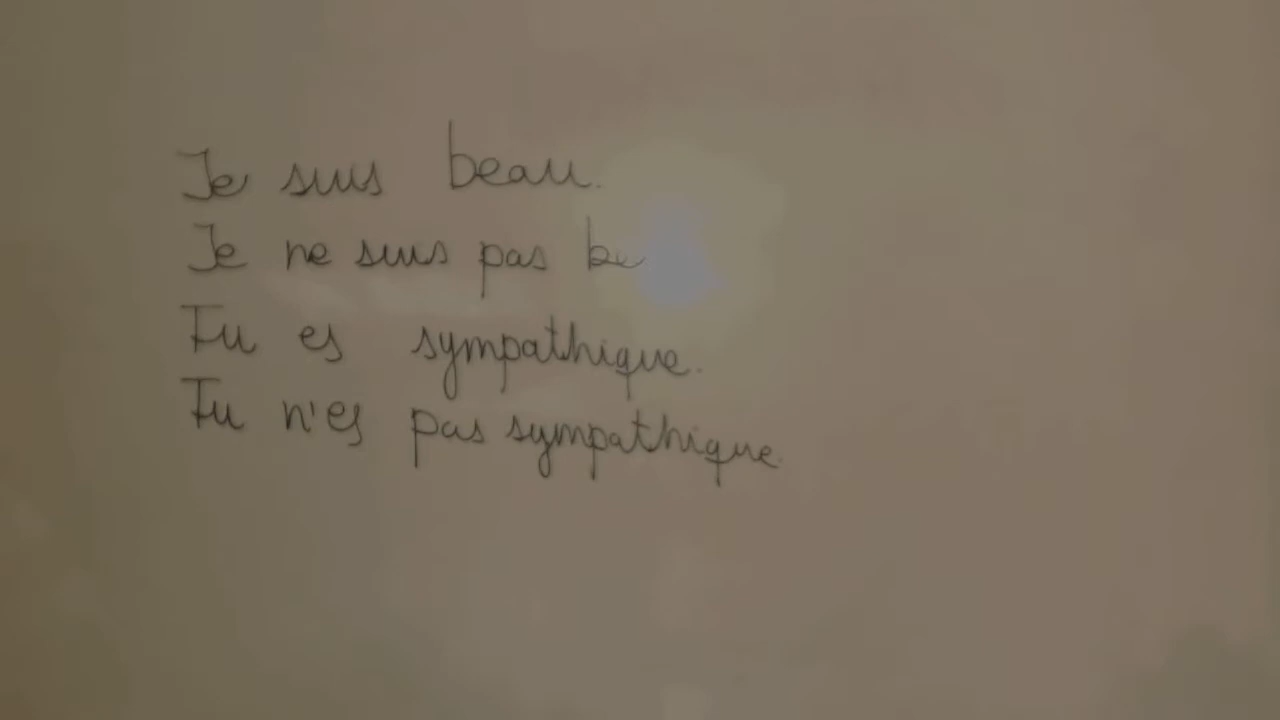 Je suis beau.
Je ne suis pas
Tu es sympathique.
Tu n'es pas sympathique.